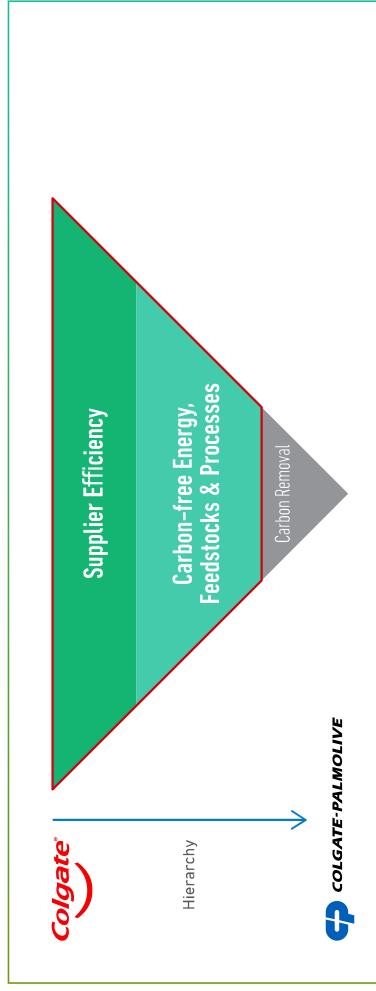 Colgate®
Hierarchy
COLGATE-PALMOLIVE
Supplier Efficiency
Carbon-free Energy,
Feedstocks & Processes
Carbon Removal